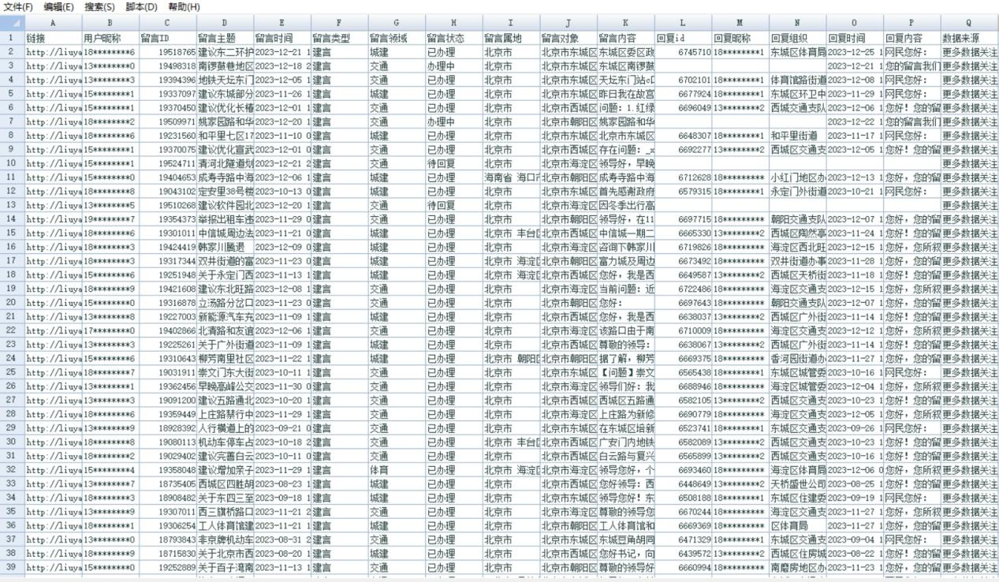 文件(F) 编辑(E) 搜索(S) 脚本(D) 帮助(H)
A B C D E F G H I J K L M N O P Q
1 链接 用户昵称 留言ID 留言主题 留言时间 留言类型 留言领域 留言状态 留言属地 留言对象 留言内容 回复id 回复昵称 回复组织 回复时间 回复内容 数据来源
2 http://liuya 18********6 19518765 建议东二环护 2023-12-21 1 建言 城建 已办理 北京市 北京市东城区 东城区委区政 6745710 18********1 东城区体育局 2023-12-25 1 网民您好: 更多数据关注
3 http://liuya 13********0 19498318 南锣鼓巷地区 2023-12-18 2 建言 交通 办理中 北京市 北京市东城区 东城区南锣鼓 2023-12-21 1 您的留言我们 更多数据关注
4 http://liuya 13********3 19394396 地铁天坛东门 2023-12-05 1 建言 交通 已办理 北京市 北京市东城区 天坛东门站c口 6702101 18********1 体育馆路街道 2023-12-08 1 网民您好: 更多数据关注
5 http://liuya 15********1 19337097 建议东城部分 2023-11-26 1 建言 城建 已办理 北京市 北京市东城区 昨日我在故宫 6677924 18********1 东城区环卫中 2023-11-29 1 网民您好: 更多数据关注
6 http://liuya 15********1 19370450 建议优化长椿 2023-12-01 0 建言 交通 已办理 北京市 北京市西城区 问题: 1.红绿 6696049 13********2 西城交通支队 2023-12-06 1 您好! 您的留 更多数据关注
7 http://liuya 18********2 19509971 姚家园路和华 2023-12-20 1 建言 交通 办理中 北京市 北京市朝阳区 姚家园路和华 2023-12-22 1 您的留言我们 更多数据关注
8 http://liuya 18********6 19231560 和平里七区17 2023-11-10 0 建言 城建 已办理 北京市 北京市东城区 北京市东城区 6648307 18********1 和平里街道 2023-11-17 1 网民您好: 更多数据关注
9 http://liuya 15********1 19370075 建议优化宣武 2023-12-01 0 建言 交通 已办理 北京市 北京市西城区 存在问题: _x 6692277 13********2 西城区交通支 2023-12-05 1 您好! 您的留 更多数据关注
10 http://liuya 15********1 19524711 清河北隧道划 2023-12-21 2 建言 交通 待回复 北京市 北京市海淀区 领导好，早晚 更多数据关注
11 http://liuya 15********0 19404653 成寿寺路中海 2023-12-06 1 建言 城建 已办理 海南省 海口市 北京市朝阳区 成寿寺路中海 6712628 18********* 小红门地区办 2023-12-13 1 您好，您的留 更多数据关注
12 http://liuya 18********8 19043102 定安里38号楼 2023-10-13 0 建言 城建 已办理 北京市 北京市东城区 首先感谢政府 6579315 18********1 永定门外街道 2023-10-21 1 网民您好: 更多数据关注
13 http://liuya 13********5 19510268 建议软件园北 2023-12-20 1 建言 交通 待回复 北京市 北京市海淀区 因冬季出行高 更多数据关注
14 http://liuya 19********7 19354373 举报出租车违 2023-11-29 0 建言 交通 已办理 北京市 北京市朝阳区 领导好，在11 6697715 18********* 朝阳交通支队 2023-12-07 1 您好，您的留 更多数据关注
15 http://liuya 18********6 19301011 中信城周边法 2023-11-21 0 建言 城建 已办理 北京市 丰台区 北京市西城区 中信城一期二 6665330 13********2 西城区陶然亭 2023-11-24 1 您好! 您的留 更多数据关注
16 http://liuya 18********3 19424419 韩家川腾退 2023-12-09 0 建言 城建 已办理 北京市 北京市海淀区 咨询下韩家川 6719826 18********* 海淀区西北旺 2023-12-15 1 您好，您所叙 更多数据关注
17 http://liuya 18********3 19317344 双井街道的富 2023-11-23 0 建言 城建 已办理 北京市 海淀区 北京市朝阳区 富力城及周边 6673492 18********* 双井街道办事 2023-11-28 1 您好，您的留 更多数据关注
18 http://liuya 15********6 19251948 关于永定门西 2023-11-13 1 建言 城建 已办理 北京市 海淀区 北京市西城区 您好，我是西 6649587 13********2 西城区天桥街 2023-11-18 1 您好! 您的留 更多数据关注
19 http://liuya 18********9 19421608 建议东北旺路 2023-12-08 1 建言 交通 已办理 北京市 北京市海淀区 当前问题: 近 6722486 18********* 海淀区交通支 2023-12-15 1 您好，您所叙 更多数据关注
20 http://liuya 15********0 19316878 立汤路分岔口 2023-11-23 0 建言 交通 已办理 北京市 北京市朝阳区 您好: 6697643 18********* 朝阳交通支队 2023-12-07 1 您好，您的留 更多数据关注
21 http://liuya 13********8 19227003 新能源汽车充 2023-11-09 1 建言 城建 已办理 北京市 北京市西城区 您好，我是西 6638037 13********2 西城区广外街 2023-11-14 1 您好! 您的留 更多数据关注
22 http://liuya 17********0 19402866 北清路和友谊 2023-12-06 1 建言 交通 已办理 北京市 北京市海淀区 该路口由于南 6710009 18********* 海淀区交通支 2023-12-12 1 您好，您所叙 更多数据关注
23 http://liuya 13********3 19225261 关于广外街道 2023-11-09 1 建言 城建 已办理 北京市 北京市西城区 尊敬的领导: 6638067 13********2 西城区广外街 2023-11-14 1 您好! 您的留 更多数据关注
24 http://liuya 15********6 19310643 柳芳南里社区 2023-11-22 1 建言 城建 已办理 北京市 朝阳区 北京市朝阳区 据了解，柳芳 6669375 18********* 香河园街道办 2023-11-27 1 您好，您的留 更多数据关注
25 http://liuya 18********7 19031911 崇文门东大街 2023-10-11 1 建言 交通 已办理 北京市 北京市东城区 【问题】崇文 6565438 18********1 东城区城管委 2023-10-16 1 网民您好: 更多数据关注
26 http://liuya 13********1 19362456 早晚高峰公交 2023-11-30 0 建言 交通 已办理 北京市 北京市海淀区 领导们好: 我 6688946 18********* 海淀区城管委 2023-12-04 1 您好，您所叙 更多数据关注
27 http://liuya 13********3 19091200 建议五路通北 2023-10-20 1 建言 交通 已办理 北京市 北京市西城区 西城区五路通 6582105 13********2 西城区交通支 2023-10-23 1 您好! 您的留 更多数据关注
28 http://liuya 18********6 19359449 上庄路禁行中 2023-11-29 1 建言 交通 已办理 北京市 北京市海淀区 上庄路为新修 6690779 18********* 海淀区交通支 2023-12-05 1 您好，您所叙 更多数据关注
29 http://liuya 13********9 18928392 人行横道上的 2023-09-21 0 建言 交通 已办理 北京市 北京市东城区 在东城区培新 6523741 18********1 东城区交通支 2023-09-26 1 网民您好: 更多数据关注
30 http://liuya 18********8 19080113 机动车停车占 2023-10-18 2 建言 交通 已办理 北京市 丰台区 北京市西城区 广安门内地铁 6582089 13********2 西城区交通支 2023-10-23 1 您好! 您的留 更多数据关注
31 http://liuya 18********2 19029402 建议完善白云 2023-10-11 0 建言 交通 已办理 北京市 北京市西城区 白云路与复兴 6565899 13********2 西城区交通支 2023-10-16 1 您好! 您的留 更多数据关注
32 http://liuya 15********4 19358048 建议增加亲子 2023-11-29 1 建言 体育 已办理 北京市 海淀区 北京市海淀区 领导您好，个 6693460 18********* 海淀区体育局 2023-12-06 0 您好，您所叙 更多数据关注
33 http://liuya 13********7 18735405 西城区四胜胡 2023-08-23 1 建言 城建 已办理 北京市 北京市西城区 您好领导: 西 6448649 13********2 天桥盛世公司 2023-08-25 1 您好! 您的留 更多数据关注
34 http://liuya 18********3 18908482 关于东四三至 2023-09-18 1 建言 城建 已办理 北京市 北京市东城区 领导您好! 东 6508188 18********1 东城区住建委 2023-09-19 1 网民您好: 更多数据关注
35 http://liuya 13********9 19307011 西三旗桥路口 2023-11-21 2 建言 交通 已办理 北京市 北京市海淀区 尊敬的领导您 6670244 18********* 海淀区交通支 2023-11-27 1 您好，您所叙 更多数据关注
36 http://liuya 18********1 19306254 工人体育馆建 2023-11-21 1 建言 城建 已办理 北京市 北京市朝阳区 工人体育馆和 6669369 18********* 区体育局 2023-11-27 1 您好，您的留 更多数据关注
37 http://liuya 13********0 18793843 非京牌机动车 2023-08-31 2 建言 交通 已办理 北京市 北京市东城区 东城豆角胡同 6471329 18********1 东城区交通支 2023-09-04 1 网民您好: 更多数据关注
38 http://liuya 18********9 18715830 关于北京市西 2023-08-20 1 建言 城建 已办理 北京市 北京市西城区 您好书记，向 6439572 13********2 西城区住房城 2023-08-22 1 您好! 您的留 更多数据关注
39 http://liuya 15********0 19252889 关于百子湾南 2023-11-13 1 建言 交通 已办理 北京市 北京市朝阳区 尊敬的领导好 6660994 18********* 南磨房地区办 2023-11-23 1 您好，您的留 更多数据关注